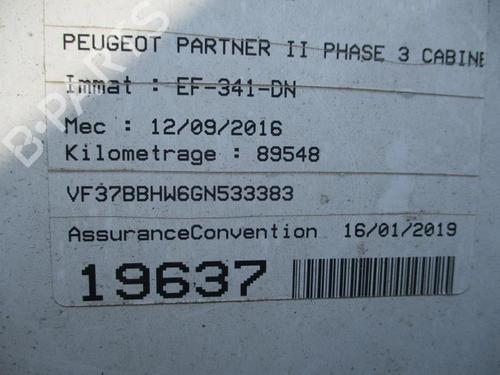 PEUGEOT PARTNER II PHASE 3 CABINE
Immat : EF-341-DN
Mec : 12/09/2016
Kilometrage : 89548
VF37BBHW6GN533383
AssuranceConvention 16/01/2019
19637
B-PARTS